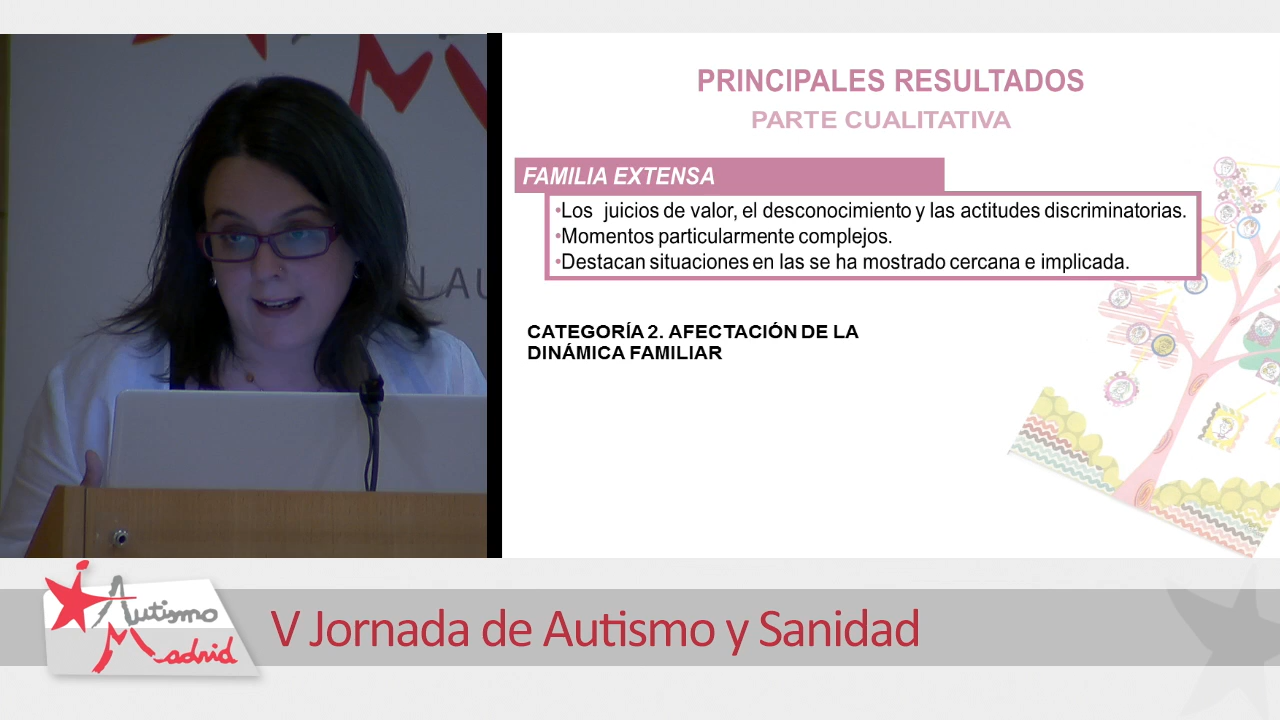 PRINCIPALES RESULTADOS
PARTE CUALITATIVA
FAMILIA EXTENSA
•Los juicios de valor, el desconocimiento y las actitudes discriminatorias.
•Momentos particularmente complejos.
•Destacan situaciones en las se ha mostrado cercana e implicada.
CATEGORÍA 2. AFECTACIÓN DE LA
DINÁMICA FAMILIAR
Autismo
Madrid
V Jornada de Autismo y Sanidad